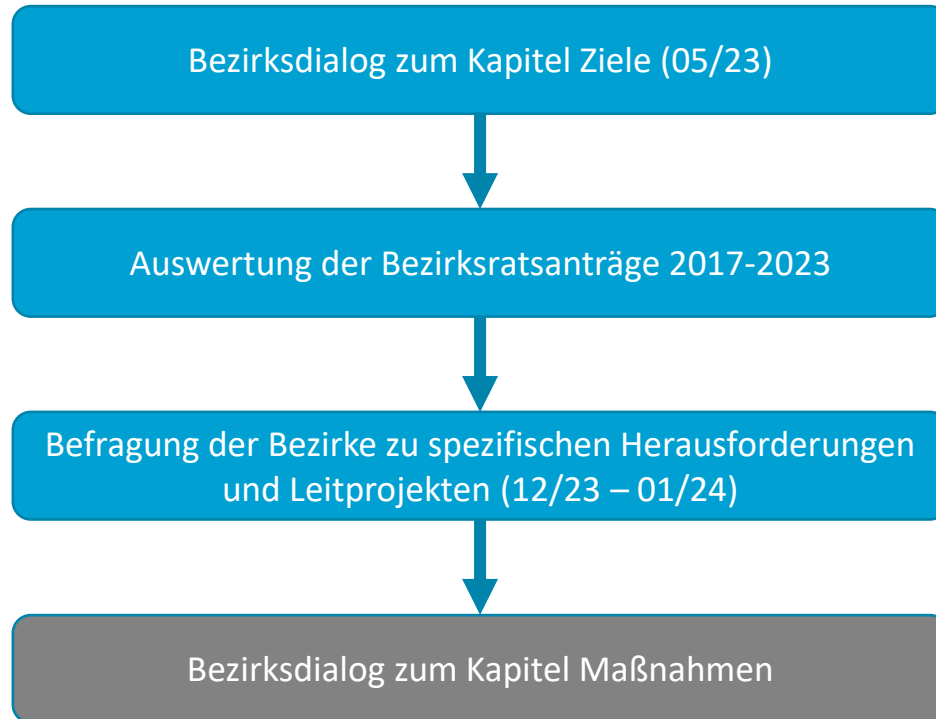 Bezirksdialog zum Kapitel Ziele (05/23)
Auswertung der Bezirksratsanträge 2017-2023
Befragung der Bezirke zu spezifischen Herausforderungen
und Leitprojekten (12/23 – 01/24)
Bezirksdialog zum Kapitel Maßnahmen